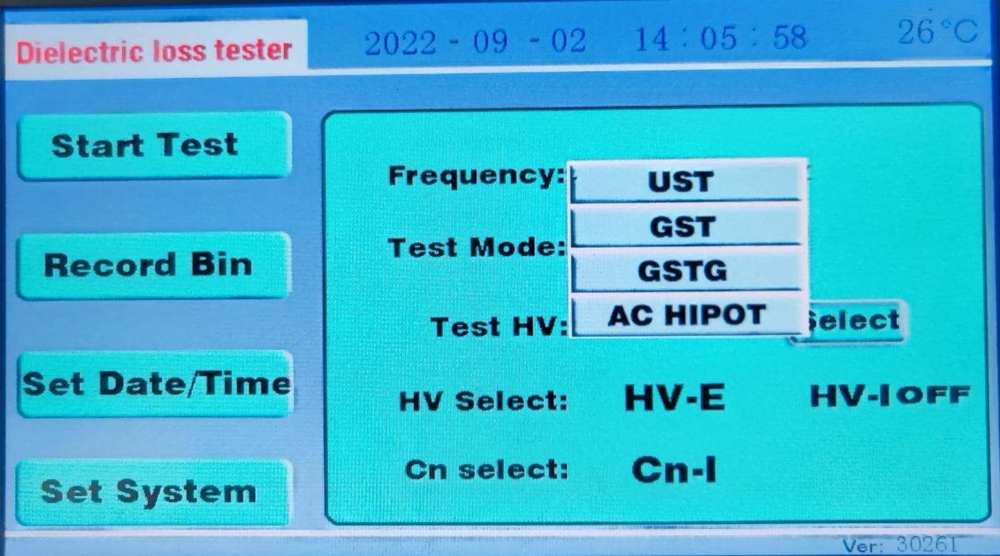 Dielectric loss tester 2022 - 09 - 02 14 : 05 : 58 26°C
Start Test
Record Bin
Set Date/Time
Set System
Frequency:
UST
GST
Test Mode:
GSTG
AC HIPOT
Test HV:
Select
HV Select: HV-E HV-I OFF
Cn select: Cn-I
Ver: 30261